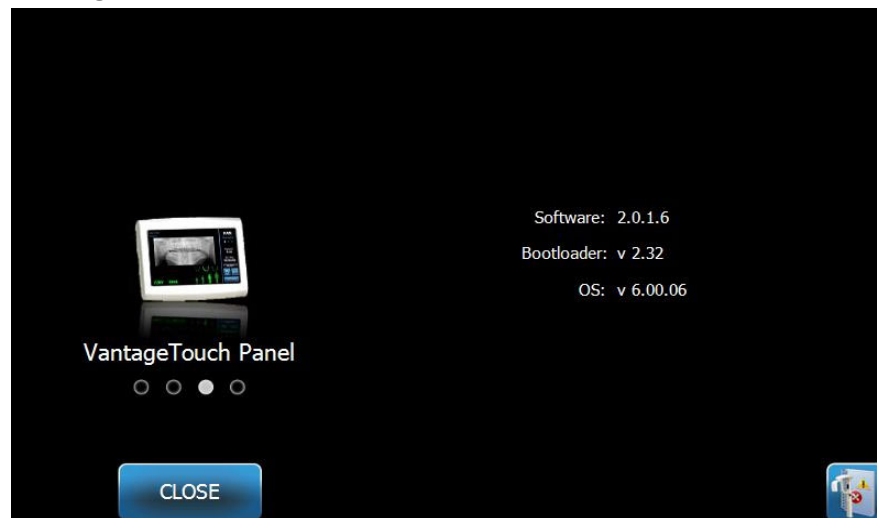 Software: 2.0.1.6
Bootloader: v 2.32
OS: v 6.00.06
VantageTouch Panel
CLOSE